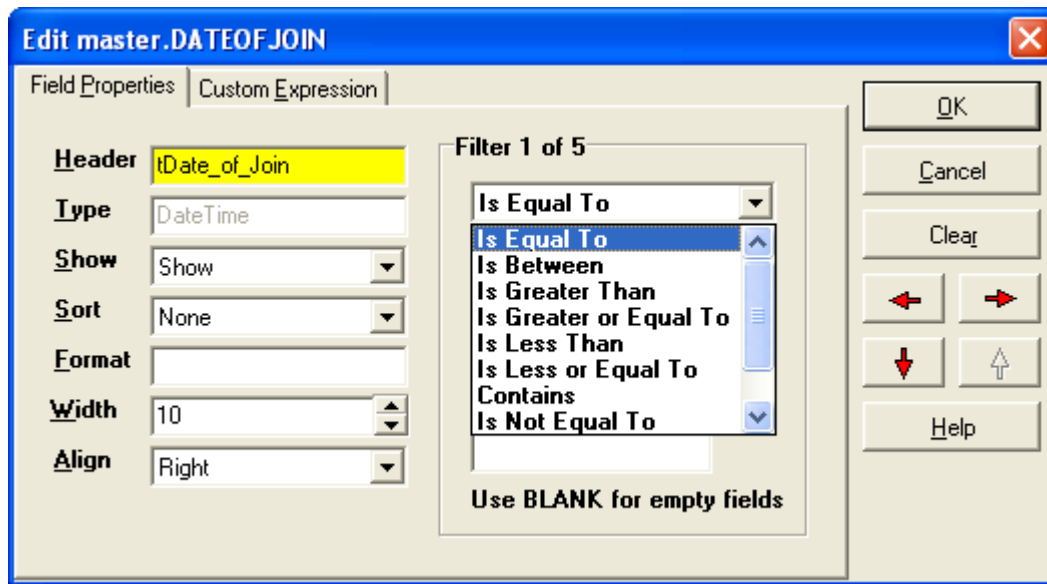 Edit master.DATEOFJOIN
Field Properties
Custom Expression
Header
tDate_of_Join
Type
DateTime
Show
Show
Sort
None
Format
Width
10
Align
Right
Filter 1 of 5
Is Equal To
Is Equal To
Is Between
Is Greater Than
Is Greater or Equal To
Is Less Than
Is Less or Equal To
Contains
Is Not Equal To
Use BLANK for empty fields
OK
Cancel
Clear
Help